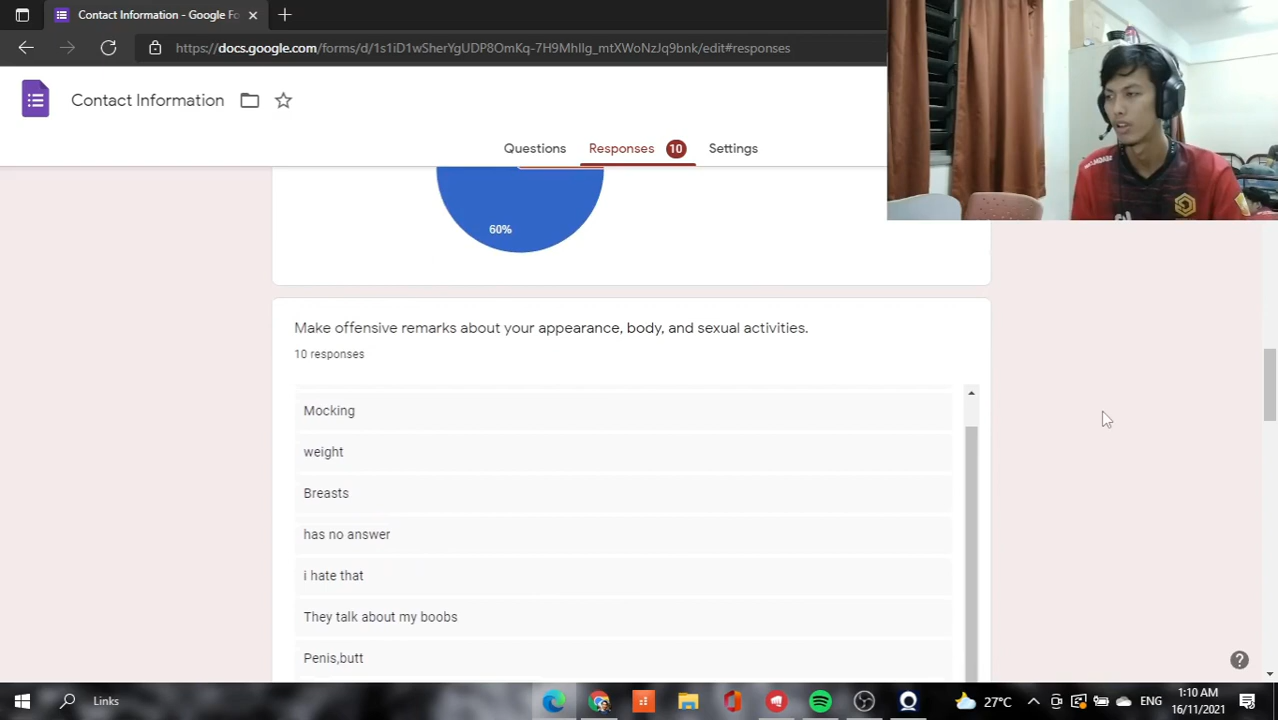 Contact Information - Google Fo
https://docs.google.com/forms/d/1s1iD1wSherYgUDP8OmKq-7H9MhIlg_mtXWoNzJq9bnk/edit#responses
Contact Information
Questions
Responses 10
Settings
60%
Make offensive remarks about your appearance, body, and sexual activities.
10 responses
Mocking
weight
Breasts
has no answer
i hate that
They talk about my boobs
Penis,butt
Links
27°C
ENG
1:10 AM
16/11/2021